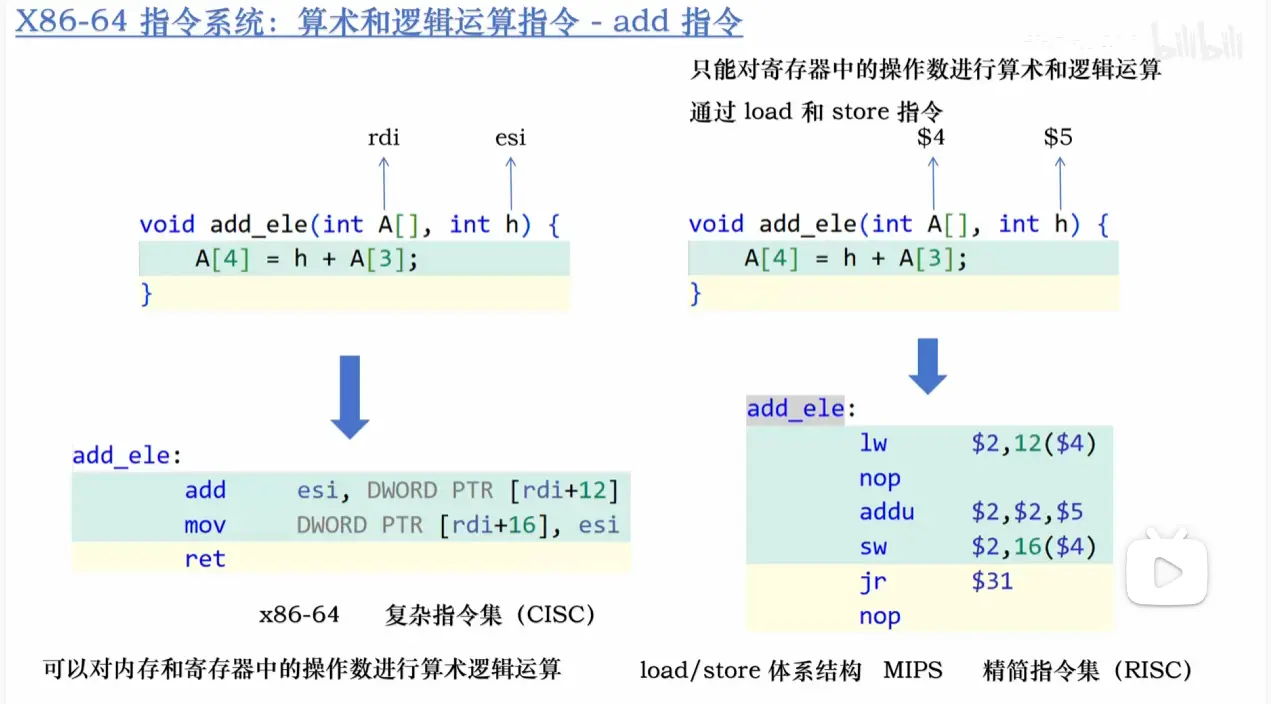 X86-64 指令系统：算术和逻辑运算指令 - add 指令
bilibili
只能对寄存器中的操作数进行算术和逻辑运算
通过 load 和 store 指令
rdi esi
void add_ele(int A[], int h) {
A[4] = h + A[3];
}
add_ele:
add esi, DWORD PTR [rdi+12]
mov DWORD PTR [rdi+16], esi
ret
x86-64 复杂指令集（CISC）
可以对内存和寄存器中的操作数进行算术逻辑运算
$4 $5
void add_ele(int A[], int h) {
A[4] = h + A[3];
}
add_ele:
lw $2,12($4)
nop
addu $2,$2,$5
sw $2,16($4)
jr $31
nop
load/store 体系结构 MIPS 精简指令集（RISC）